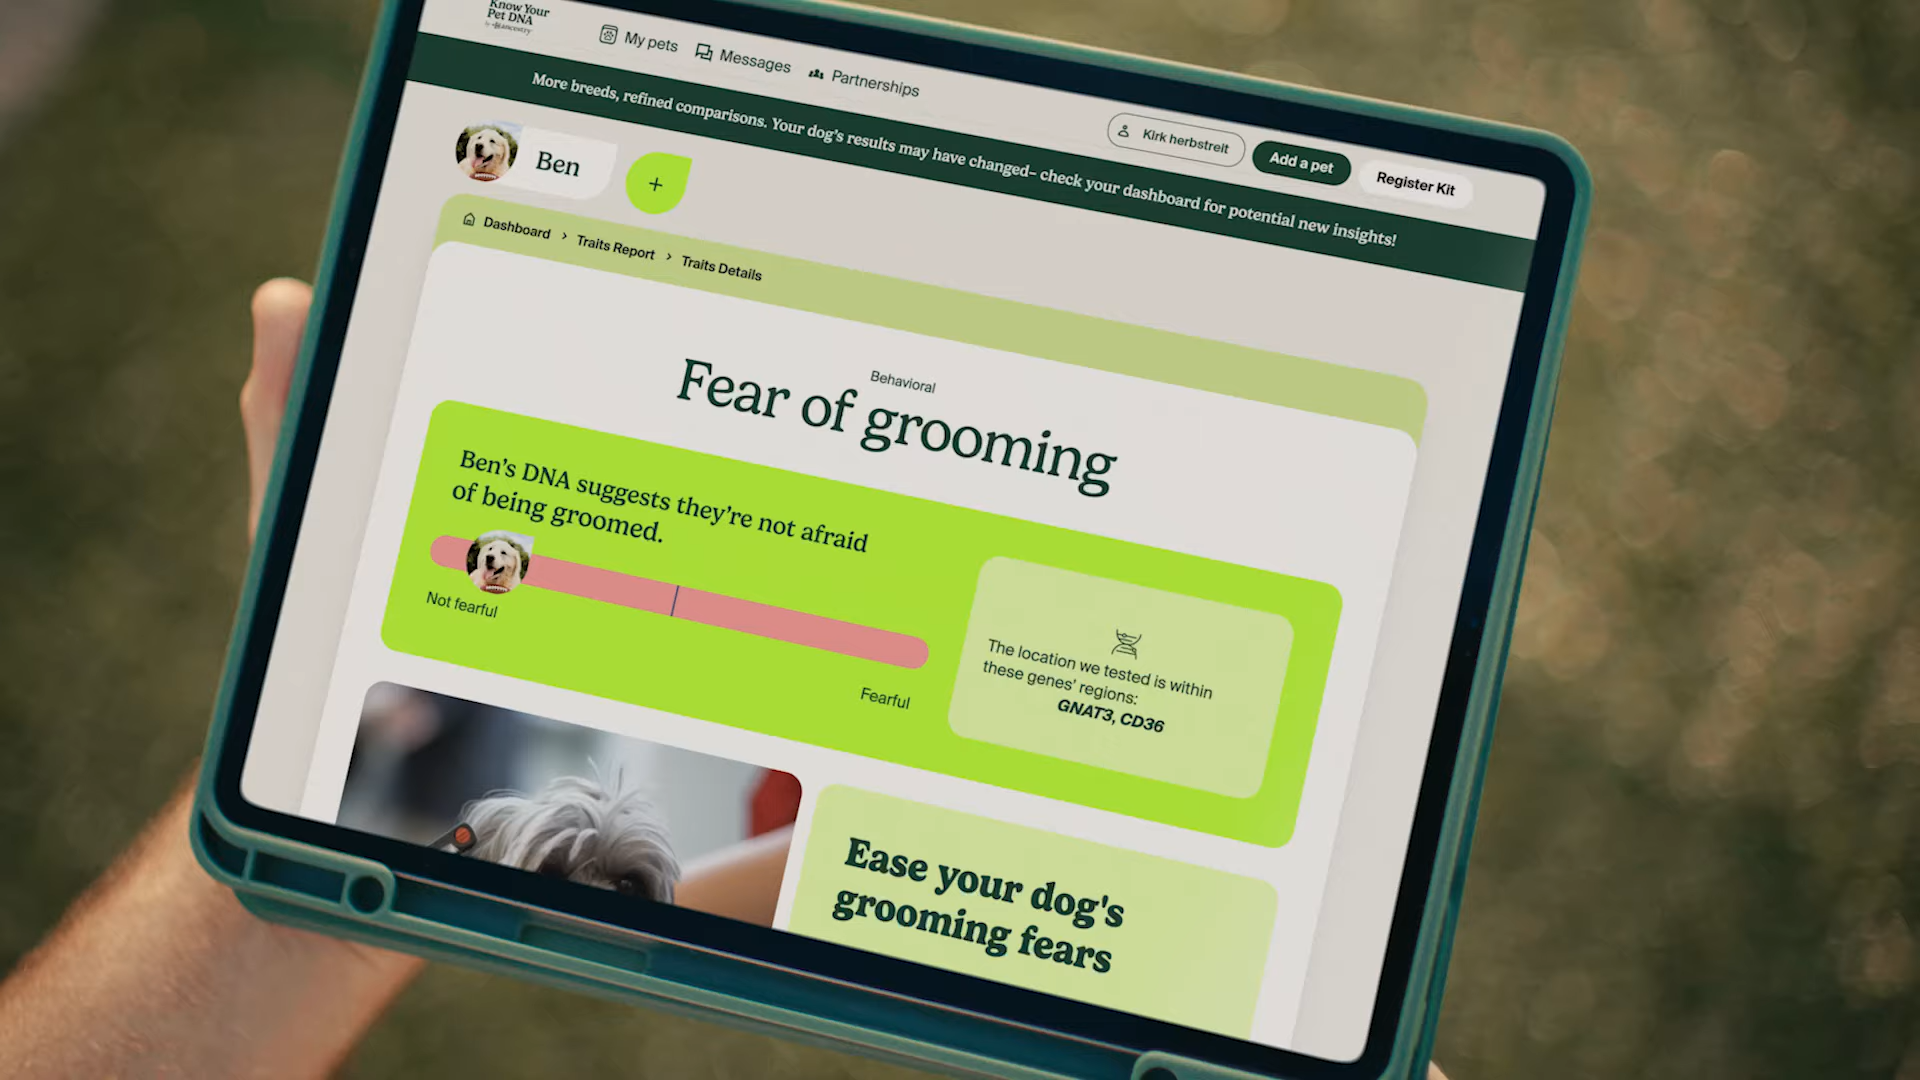 Know Your
Pet DNA
by ancestry
My pets
Messages
Partnerships
Kirk herbstreit
Add a pet
Register Kit
More breeds, refined comparisons. Your dog's results may have changed– check your dashboard for potential new insights!
Ben
+
Dashboard > Traits Report > Traits Details
Behavioral
Fear of grooming
Ben's DNA suggests they're not afraid
of being groomed.
Not fearful
Fearful
The location we tested is within
these genes' regions:
GNAT3, CD36
Ease your dog's
grooming fears